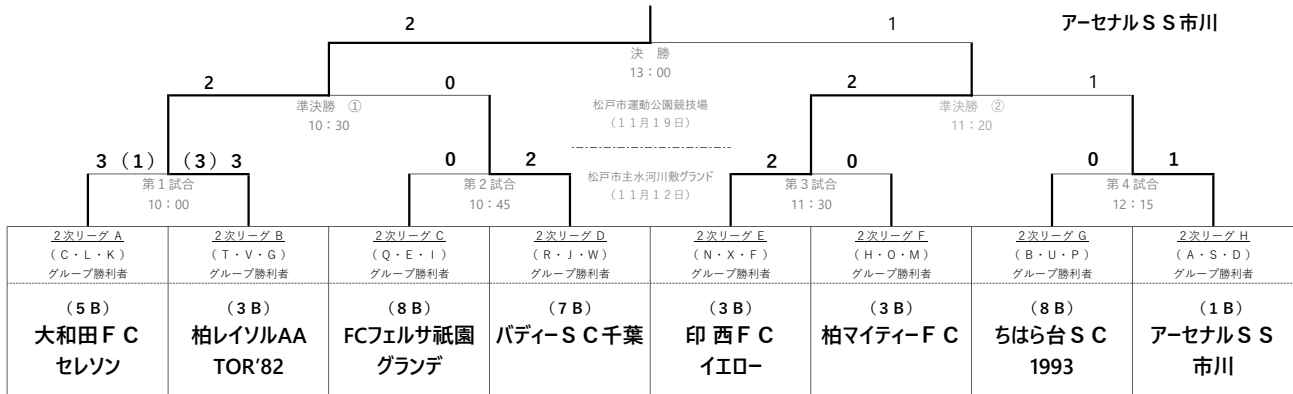 2 1 アーセナルＳＳ市川
決　勝
13：00
2 0 2 1
準決勝　① 松戸市運動公園競技場 準決勝　②
10：30 （１１月１９日） 11：20
3（1） （3）3 0 2 松戸市主水河川敷グランド 2 0 0 1
第１試合 第２試合 （１１月１２日） 第３試合 第４試合
10：00 10：45 11：30 12：15
２次リーグ A ２次リーグ B ２次リーグ C ２次リーグ D ２次リーグ E ２次リーグ F ２次リーグ G ２次リーグ H
（C・L・K） （T・V・G） （Q・E・I） （R・J・W） （N・X・F） （H・O・M） （B・U・P） （A・S・D）
グループ勝利者 グループ勝利者 グループ勝利者 グループ勝利者 グループ勝利者 グループ勝利者 グループ勝利者 グループ勝利者
（5Ｂ） （3Ｂ） （8Ｂ） （7Ｂ） （3Ｂ） （3Ｂ） （8Ｂ） （1Ｂ）
大和田ＦＣ 柏レイソルAA FCフェルサ祇園 バディーＳＣ千葉 印西ＦＣ 柏マイティーＦＣ ちはら台ＳＣ アーセナルＳＳ
セレソン TOR’82 グランデ イエロー 1993 市川